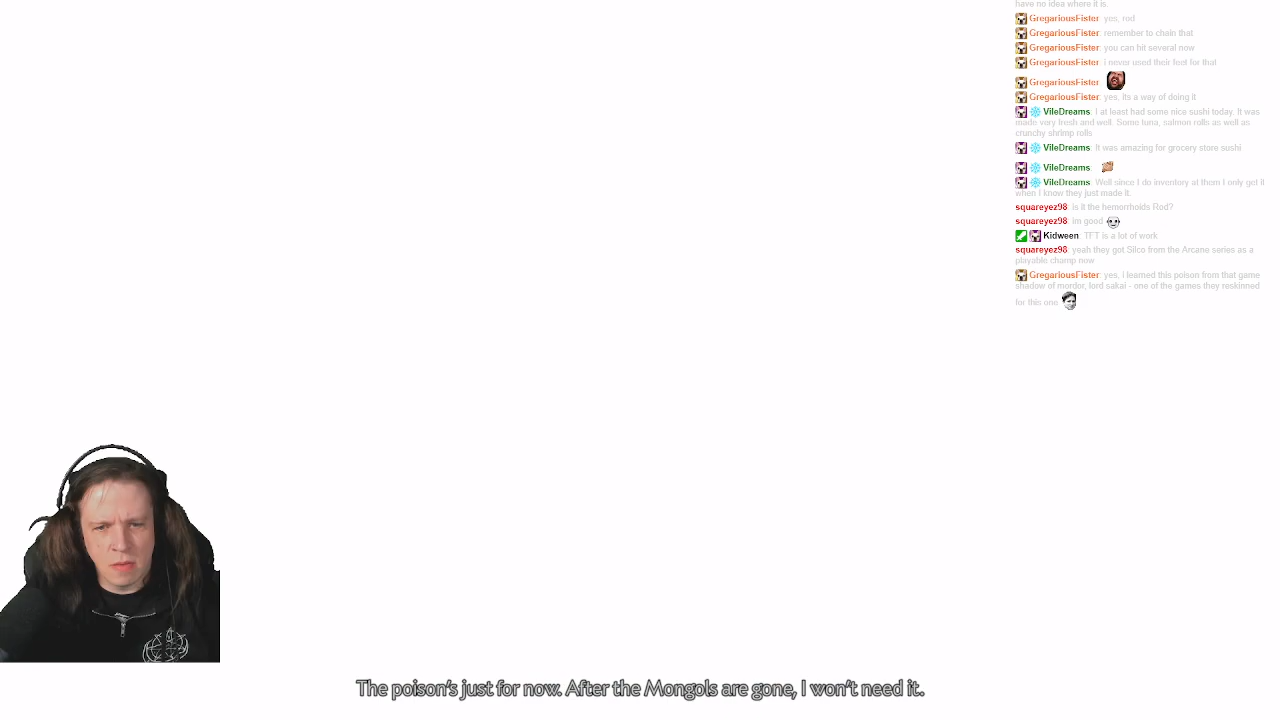 have no idea where it is
GregariousFister: yes, rod
GregariousFister: remember to chain that
GregariousFister: you can hit several now
GregariousFister: i never used their feet for that
GregariousFister:
GregariousFister: yes, its a way of doing it
VileDreams: I at least had some nice sushi today. It was
made very fresh and well. Some tuna, salmon rolls as well as
crunchy shrimp rolls
VileDreams: It was amazing for grocery store sushi
VileDreams:
VileDreams: Well since I do inventory at them I only get it
when I know they just made it.
squareyez98: is it the hemorrhoids Rod?
squareyez98: im good
Kidween: TFT is a lot of work
squareyez98: yeah they got Silco from the Arcane series as a
playable champ now
GregariousFister: yes, i learned this poison from that game
shadow of mordor, lord sakai - one of the games they reskinned
for this one
The poison's just for now. After the Mongols are gone, I won't need it.